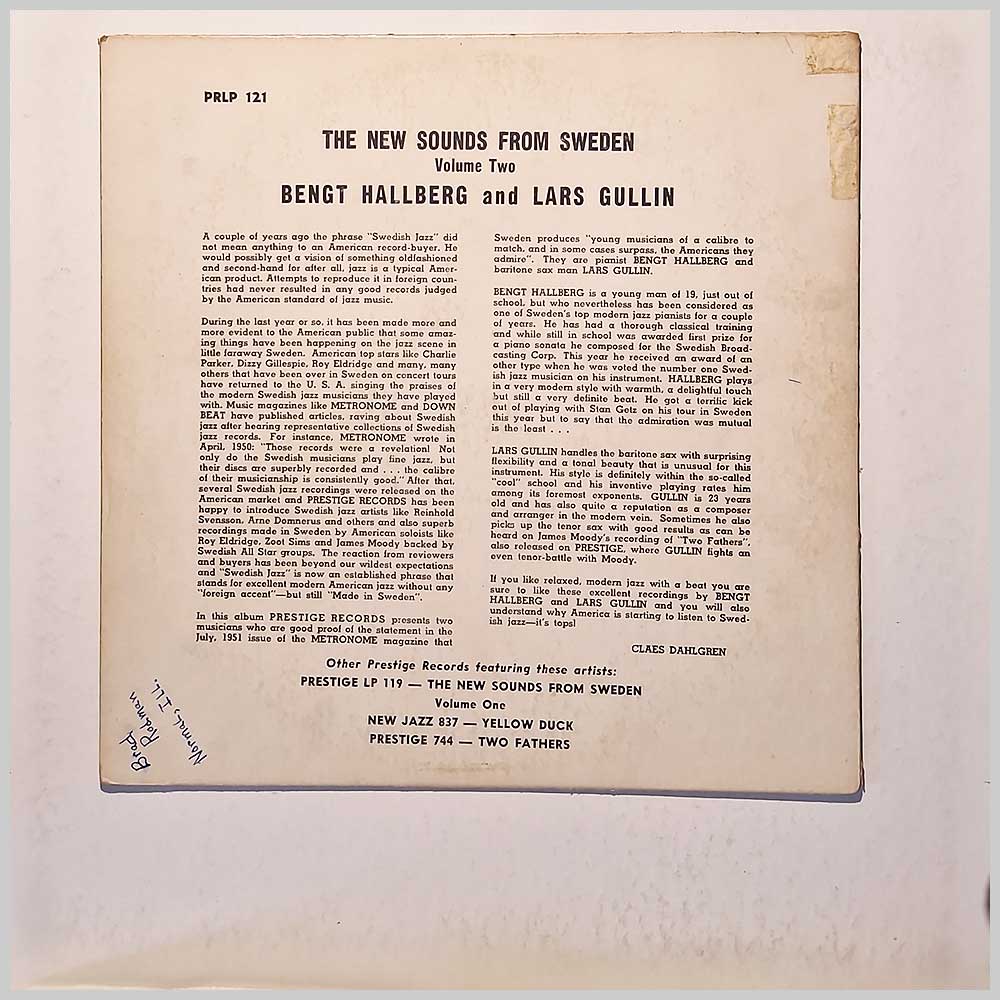 PRLP 121
THE NEW SOUNDS FROM SWEDEN
Volume Two
BENGT HALLBERG and LARS GULLIN
A couple of years ago the phrase "Swedish Jazz" did
not mean anything to an American record-buyer. He
would possibly get a vision of something oldfashioned
and second-hand for after all, jazz is a typical Amer-
ican product. Attempts to reproduce it in foreign coun-
tries had never resulted in any good records judged
by the American standard of jazz music.
During the last year or so, it has been made more and
more evident to the American public that some amaz-
ing things have been happening on the jazz scene in
little faraway Sweden. American top stars like Charlie
Parker, Dizzy Gillespie, Roy Eldridge and many, many
others that have been over in Sweden on concert tours
have returned to the U. S. A. singing the praises of
the modern Swedish jazz musicians they have played
with. Music magazines like METRONOME and DOWN
BEAT have published articles, raving about Swedish
jazz after hearing representative collections of Swedish
jazz records. For instance, METRONOME wrote in
April, 1950: "Those records were a revelation! Not
only do the Swedish musicians play fine jazz, but
their discs are superbly recorded and . . . the calibre
of their musicianship is consistently good." After that,
several Swedish jazz recordings were released on the
American market and PRESTIGE RECORDS has been
happy to introduce Swedish jazz artists like Reinhold
Svensson, Arne Domnerus and others and also superb
recordings made in Sweden by American soloists like
Roy Eldridge, Zoot Sims and James Moody backed by
Swedish All Star groups. The reaction from reviewers
and buyers has been beyond our wildest expectations
and "Swedish Jazz" is now an established phrase that
stands for excellent modern American jazz without any
"foreign accent"—but still "Made in Sweden".
In this album PRESTIGE RECORDS presents two
musicians who are good proof of the statement in the
July, 1951 issue of the METRONOME magazine that
Sweden produces "young musicians of a calibre to
match, and in some cases surpass, the Americans they
admire". They are pianist BENGT HALLBERG and
baritone sax man LARS GULLIN.
BENGT HALLBERG is a young man of 19, just out of
school, but who nevertheless has been considered as
one of Sweden's top modern jazz pianists for a couple
of years. He has had a thorough classical training
and while still in school was awarded first prize for
a piano sonata he composed for the Swedish Broad-
casting Corp. This year he received an award of an
other type when he was voted the number one Swed-
ish jazz musician on his instrument. HALLBERG plays
in a very modern style with warmth, a delightful touch
but still a very definite beat. He got a terrific kick
out of playing with Stan Getz on his tour in Sweden
this year but to say that the admiration was mutual
is the least . . .
LARS GULLIN handles the baritone sax with surprising
flexibility and a tonal beauty that is unusual for this
instrument. His style is definitely within the so-called
"cool" school and his inventive playing rates him
among its foremost exponents. GULLIN is 23 years
old and has also quite a reputation as a composer
and arranger in the modern vein. Sometimes he also
picks up the tenor sax with good results as can be
heard on James Moody's recording of "Two Fathers",
also released on PRESTIGE, where GULLIN fights an
even tenor-battle with Moody.
If you like relaxed, modern jazz with a beat you are
sure to like these excellent recordings by BENGT
HALLBERG and LARS GULLIN and you will also
understand why America is starting to listen to Swed-
ish jazz—it's tops!
CLAES DAHLGREN
Other Prestige Records featuring these artists:
PRESTIGE LP 119 — THE NEW SOUNDS FROM SWEDEN
Volume One
NEW JAZZ 837 — YELLOW DUCK
PRESTIGE 744 — TWO FATHERS
Brad
Normal, Ill.